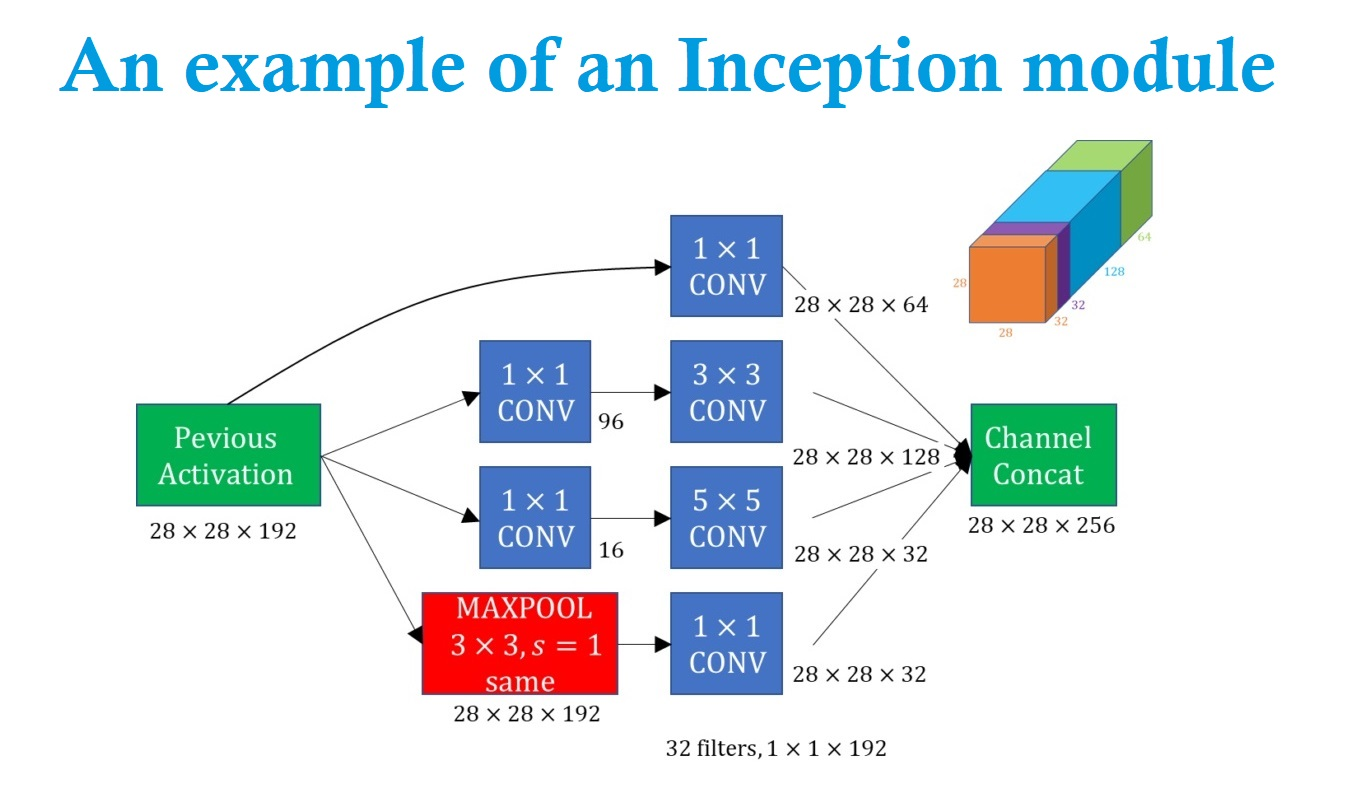 An example of an Inception module
64
128
28
32
32
28
1 × 1
CONV
28 × 28 × 64
1 × 1
CONV
96
3 × 3
CONV
28 × 28 × 128
Pevious
Activation
28 × 28 × 192
Channel
Concat
28 × 28 × 256
1 × 1
CONV
16
5 × 5
CONV
28 × 28 × 32
MAXPOOL
3 × 3, s = 1
same
28 × 28 × 192
1 × 1
CONV
28 × 28 × 32
32 filters, 1 × 1 × 192